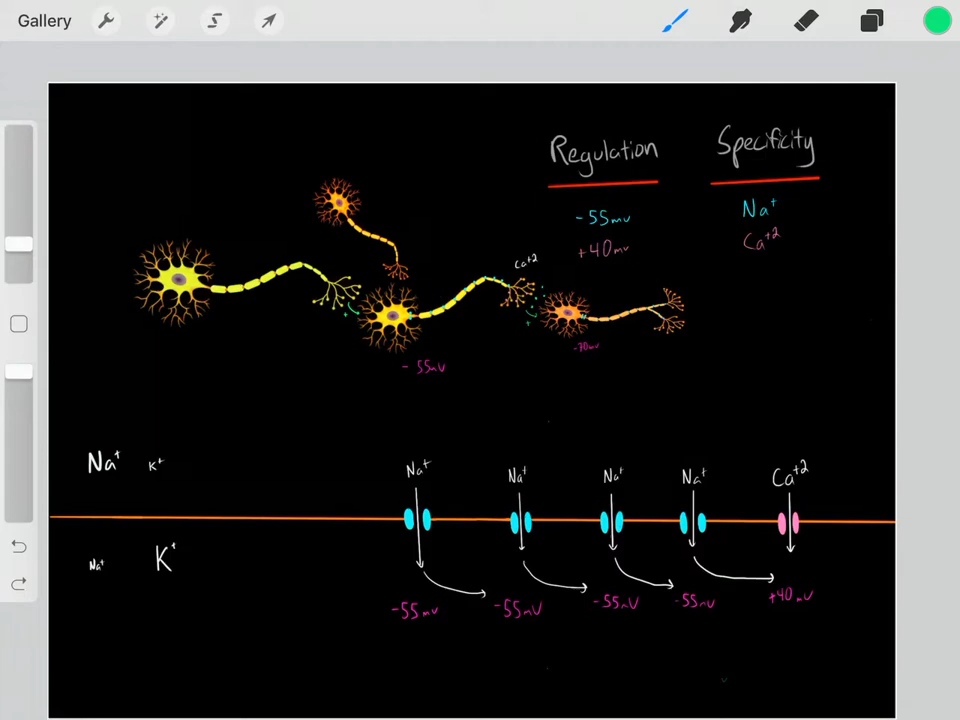 Gallery
Regulation
Specificity
-55mv
Na+
+40mv
Ca+2
Ca+2
+
+
-70mv
- 55mV
Na+
K+
Na+
Na+
Na+
Na+
Ca+2
Na+
K+
-55mv
-55mV
-55mV
-55mV
+40mV